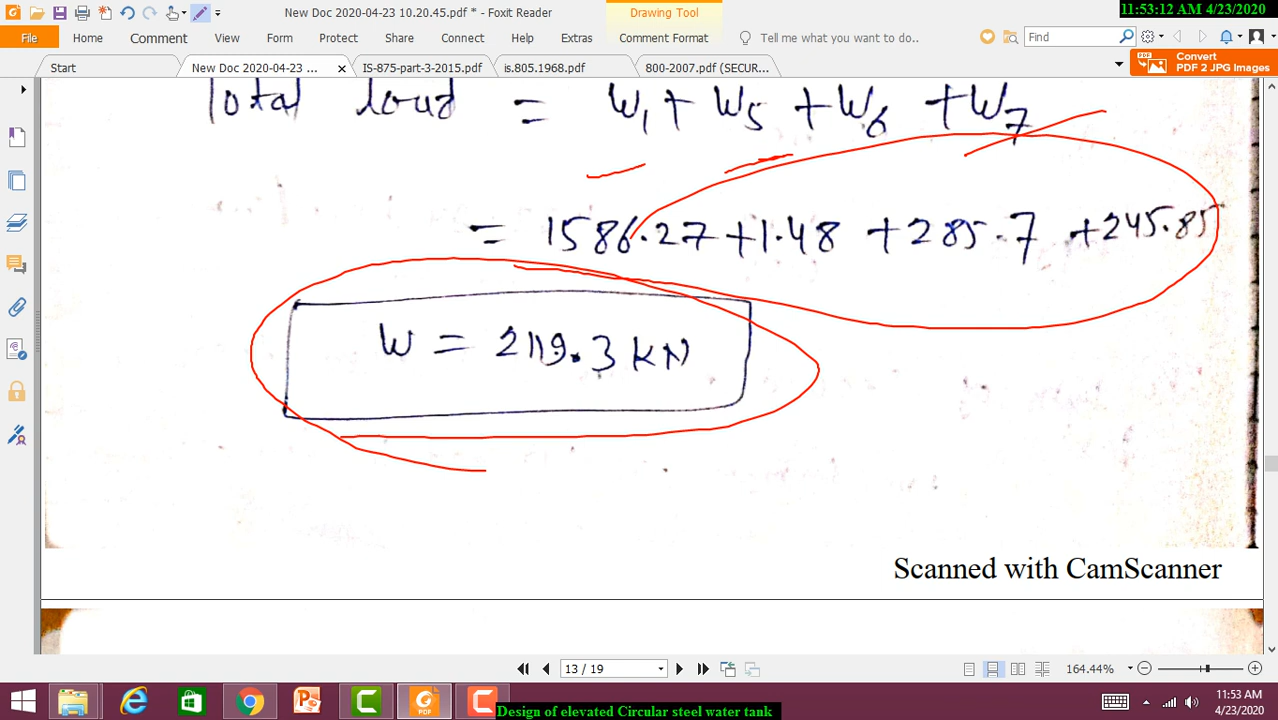 New Doc 2020-04-23 10.20.45.pdf * - Foxit Reader
Drawing Tool
11:53:12 AM 4/23/2020
File Home Comment View Form Protect Share Connect Help Extras Comment Format Tell me what you want to do... Find
Start New Doc 2020-04-23 ... IS-875-part-3-2015.pdf is.805.1968.pdf 800-2007.pdf (SECUR...
Convert
PDF 2 JPG Images
Total load = W1 + W5 + W6 + W7
= 1586.27 + 1.48 + 285.7 + 245.85
W = 2119.3 KN
Scanned with CamScanner
13 / 19
164.44%
11:53 AM
4/23/2020
Design of elevated Circular steel water tank